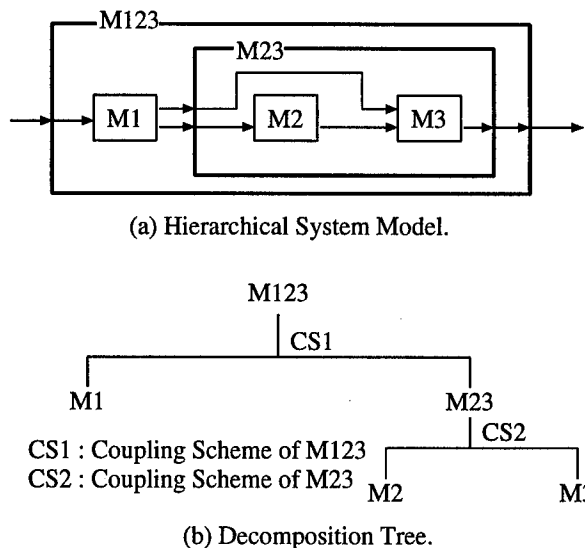 M123
M23
M1
M2
M3
(a) Hierarchical System Model.
M123
CS1
M1
M23
CS1 : Coupling Scheme of M123
CS2
CS2 : Coupling Scheme of M23
M2
M3
(b) Decomposition Tree.